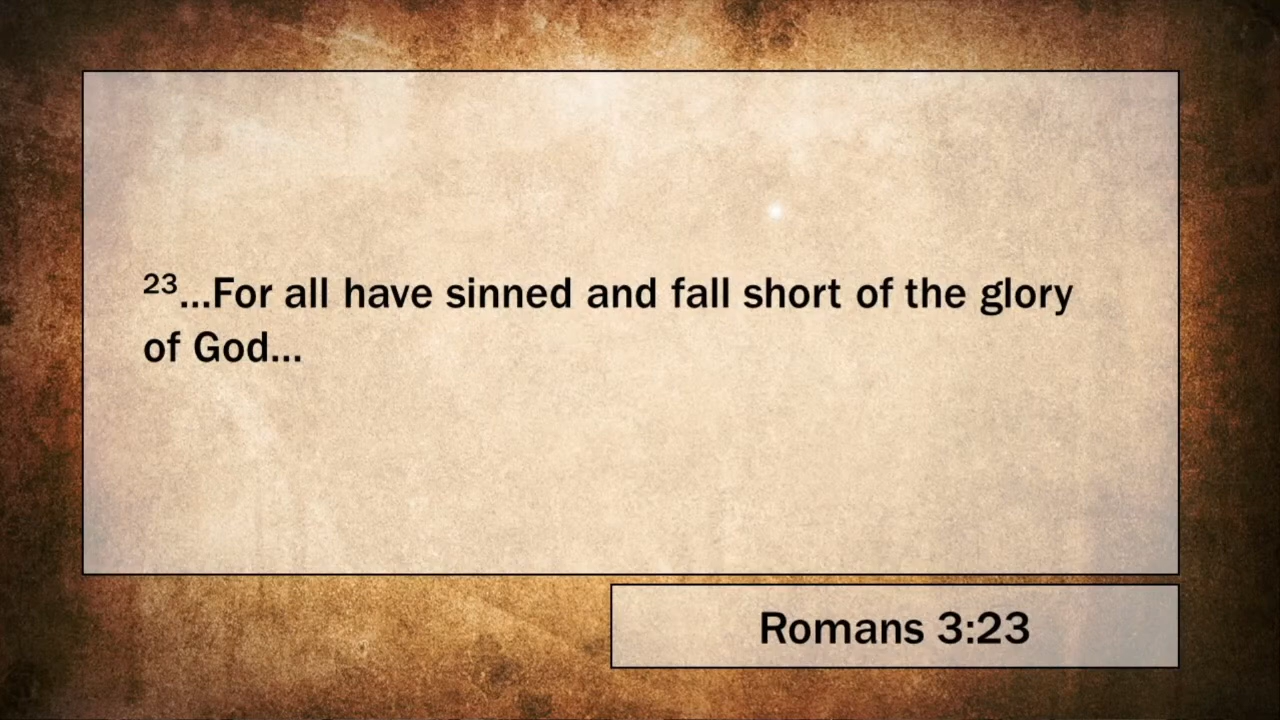 ²³...For all have sinned and fall short of the glory
of God...
Romans 3:23